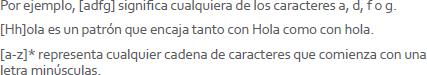 Por ejemplo, [adfg] significa cualquiera de los caracteres a, d, f o g.
[Hh]ola es un patrón que encaja tanto con Hola como con hola.
[a-z]* representa cualquier cadena de caracteres que comienza con una
letra minúsculas.